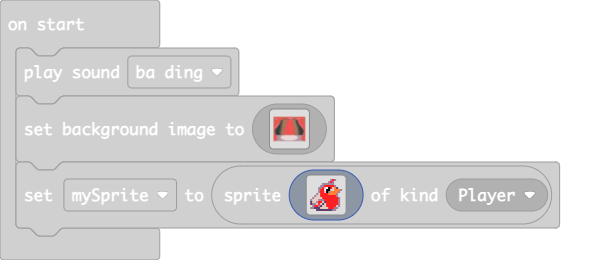 on start
play sound ba ding
set background image to
set mySprite to sprite of kind Player